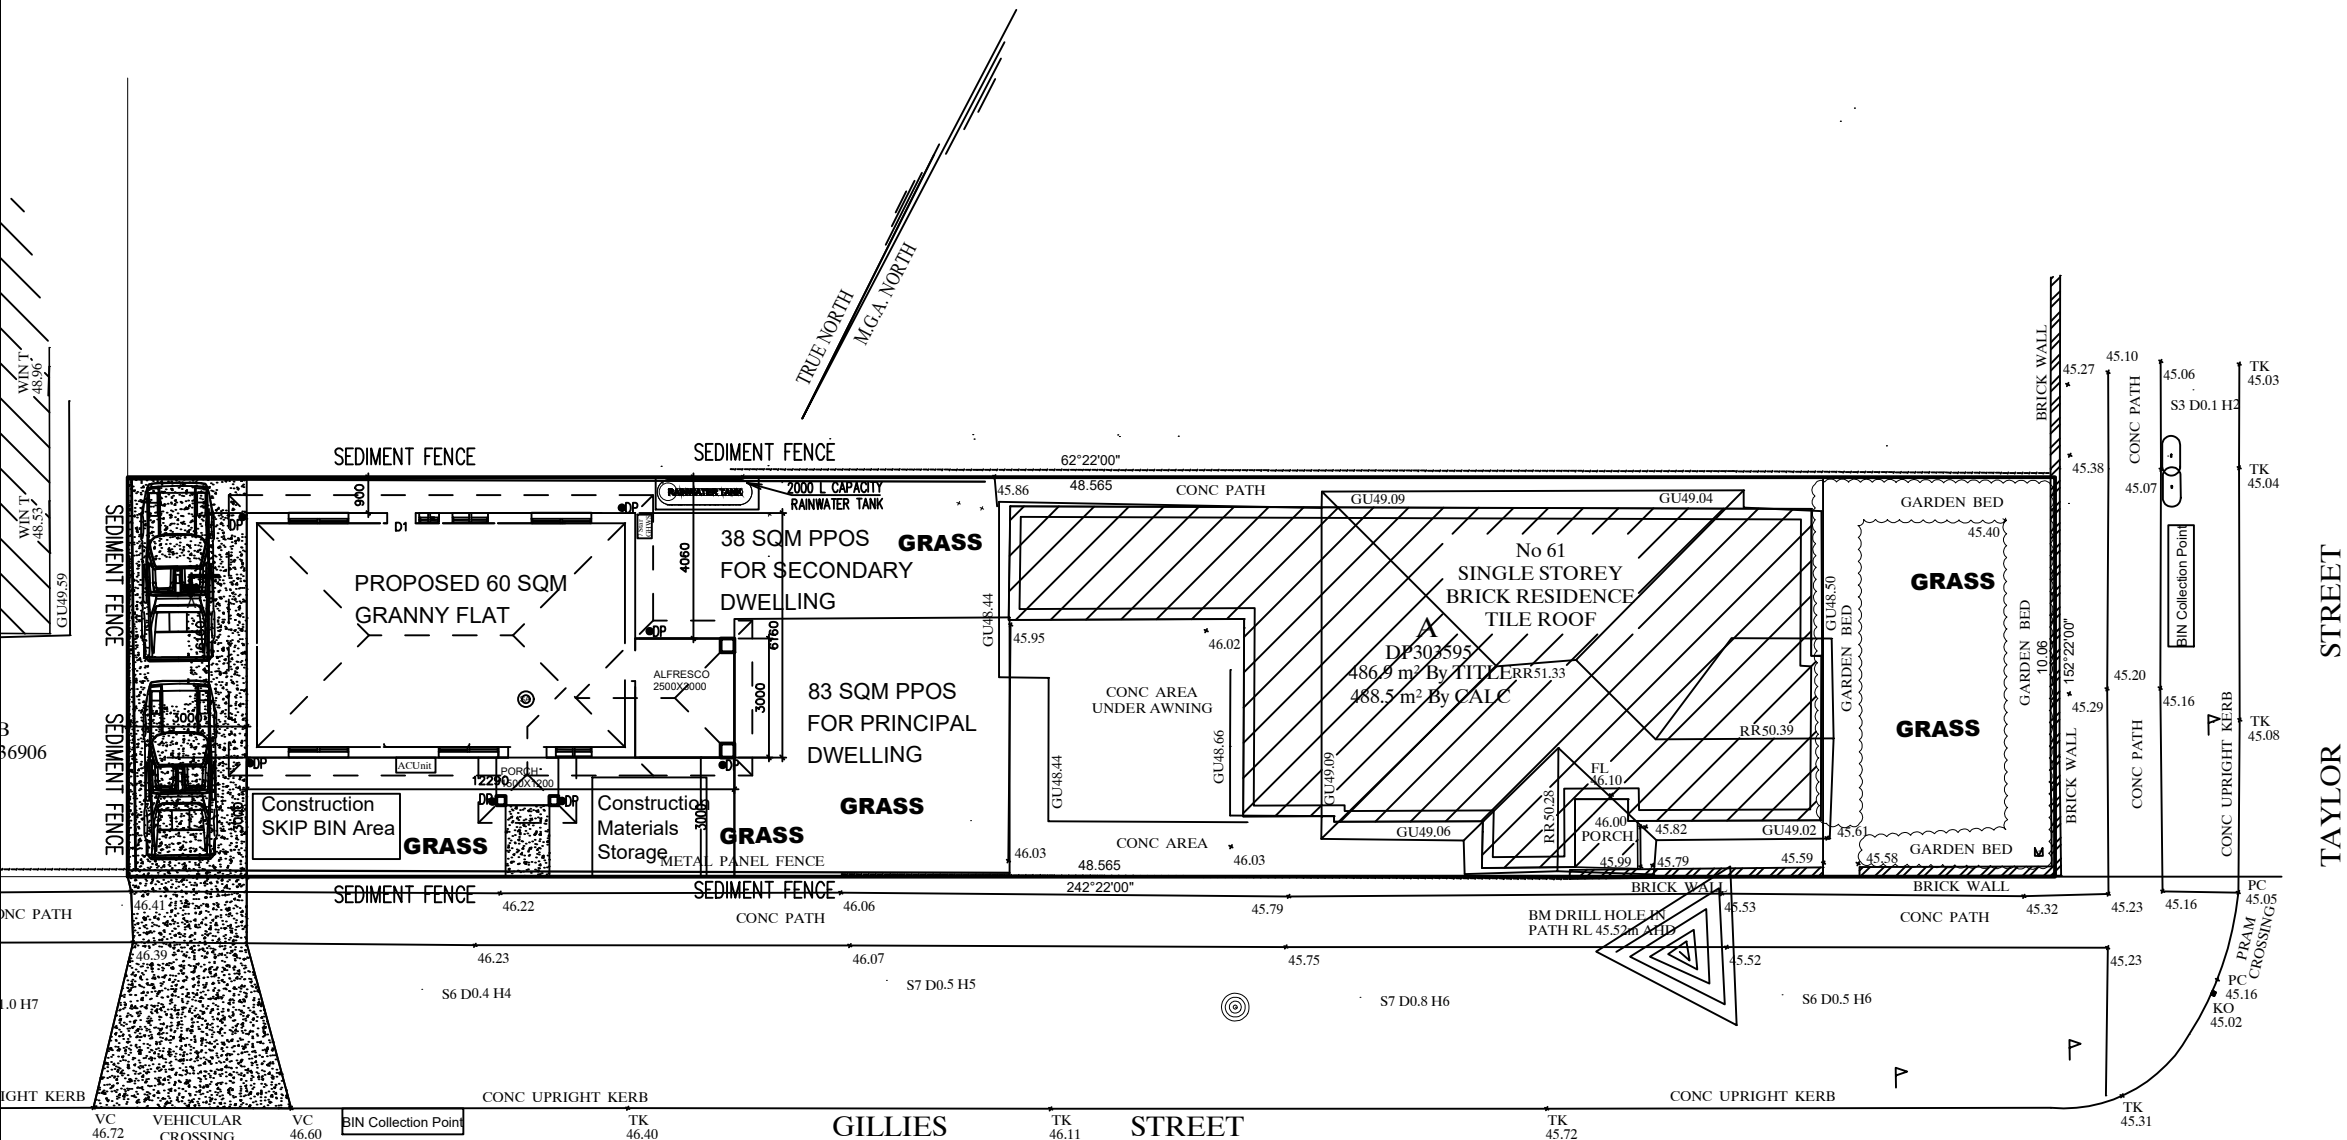 TRUE NORTH
M.G.A. NORTH
WIN T
48.96
WIN T
48.53
GU49.59
B
36906
SEDIMENT FENCE
SEDIMENT FENCE
62°22'00"
48.565
SEDIMENT FENCE
SEDIMENT FENCE
900
D1
DP
DP
RAINWATER TANK
2000 L CAPACITY
RAINWATER TANK
4060
6760
PROPOSED 60 SQM
GRANNY FLAT
38 SQM PPOS
FOR SECONDARY
DWELLING
GRASS
DP
ALFRESCO
2500X3000
3000
83 SQM PPOS
FOR PRINCIPAL
DWELLING
3000
DP
ACUnit
PORCH
1500X1200
12290
DP
DP
DP
Construction
SKIP BIN Area
GRASS
Construction
Materials
Storage
3000
3000
GRASS
GRASS
METAL PANEL FENCE
SEDIMENT FENCE
SEDIMENT FENCE
48.565
242°22'00"
45.86
CONC PATH
GU49.09
GU49.04
GU48.44
45.95
46.02
CONC AREA
UNDER AWNING
GU48.44
GU48.66
GU49.09
CONC AREA
46.03
46.03
No 61
SINGLE STOREY
BRICK RESIDENCE
TILE ROOF
A
DP303595
486.9 m² By TITLE
488.5 m² By CALC
RR51.33
RR50.39
FL
46.10
RR50.28
46.00
PORCH
GU49.06
45.82
GU49.02
45.99
45.79
45.59
45.61
45.58
GU48.50
GARDEN BED
GARDEN BED
45.40
GRASS
GRASS
GARDEN BED
GARDEN BED
M
10.06
152°22'00"
BRICK WALL
BRICK WALL
BRICK WALL
BRICK WALL
45.27
45.10
45.06
TK
45.03
S3 D0.1 H2
CONC PATH
45.38
45.07
TK
45.04
BIN Collection Point
45.20
45.29
45.16
TK
45.08
CONC PATH
CONC UPRIGHT KERB
TAYLOR STREET
PC
45.05
PRAM
CROSSING
PC
45.16
KO
45.02
46.41
46.22
46.06
45.79
45.53
45.32
45.23
45.16
CONC PATH
CONC PATH
BM DRILL HOLE IN
PATH RL 45.52m AHD
CONC PATH
46.39
46.23
46.07
45.75
45.52
45.23
1.0 H7
S6 D0.4 H4
S7 D0.5 H5
S7 D0.8 H6
S6 D0.5 H6
CONC UPRIGHT KERB
CONC UPRIGHT KERB
VC
46.72
VEHICULAR
CROSSING
VC
46.60
BIN Collection Point
TK
46.40
GILLIES STREET
TK
46.11
TK
45.72
TK
45.31